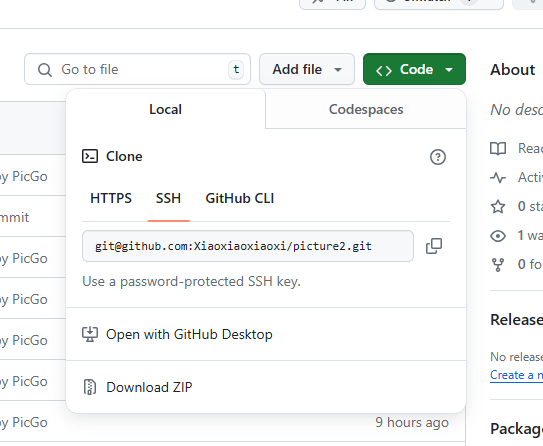 Go to file
t
Add file
Code
About
Local
Codespaces
No desc
Clone
HTTPS
SSH
GitHub CLI
git@github.com:Xiaoxiaoxiaoxi/picture2.git
Use a password-protected SSH key.
Open with GitHub Desktop
Download ZIP
by PicGo
mmit
by PicGo
by PicGo
by PicGo
by PicGo
by PicGo
9 hours ago
Read
Activ
0 sta
1 wa
0 fo
Release
No release
Create a n
Packag